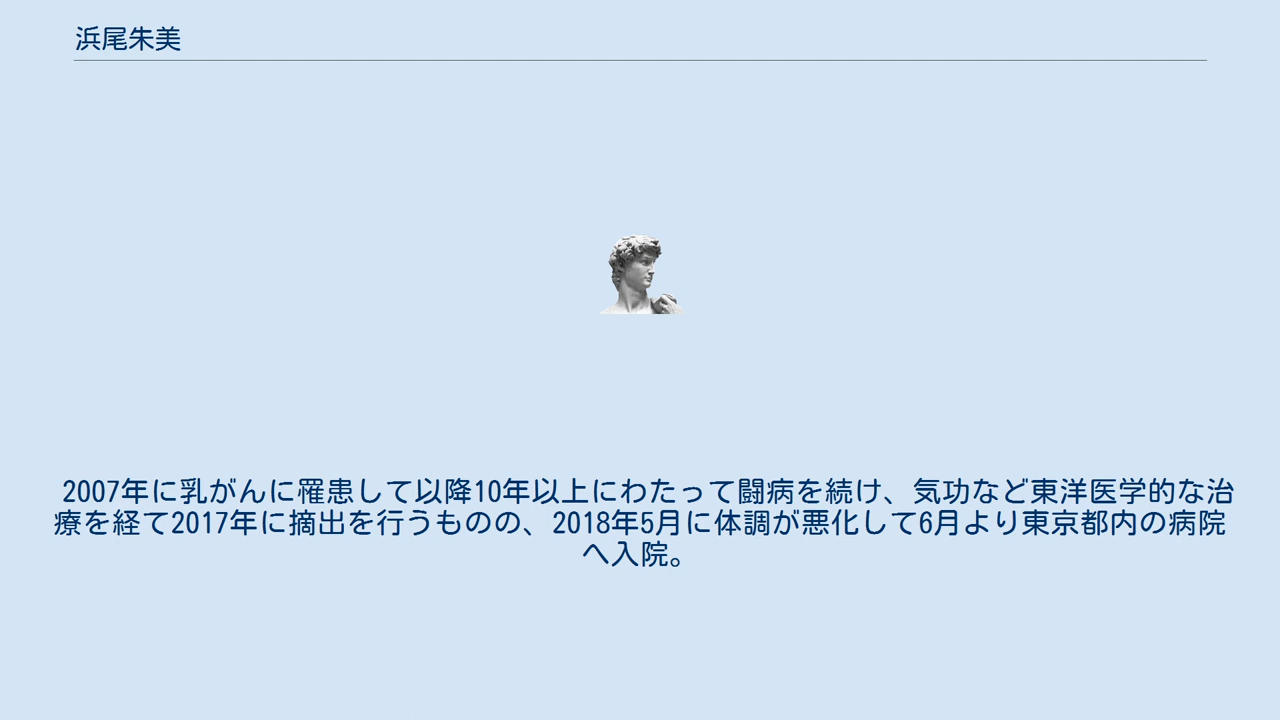 浜尾朱美
2007年に乳がんに罹患して以降10年以上にわたって闘病を続け、気功など東洋医学的な治
療を経て2017年に摘出を行うものの、2018年5月に体調が悪化して6月より東京都内の病院
へ入院。